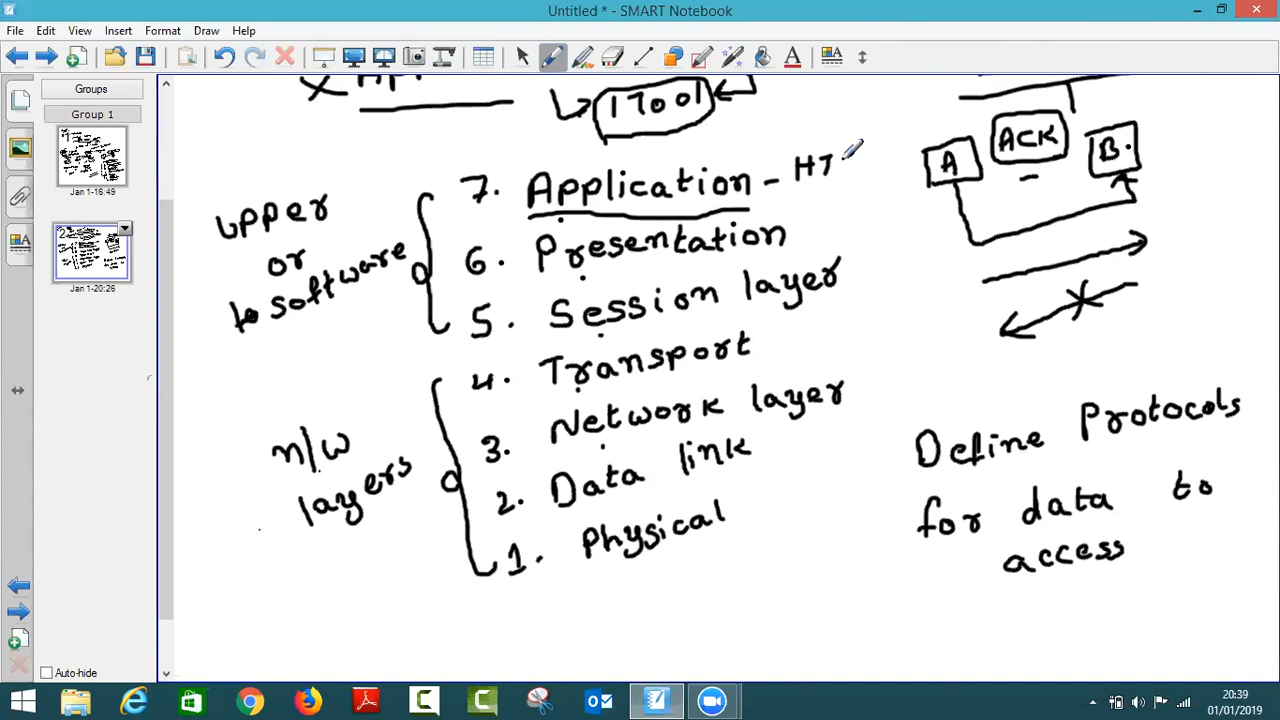 Untitled * - SMART Notebook
File Edit View Insert Format Draw Help
Groups
Group 1
Jan 1-16:49
Jan 1-20:26
Auto-hide
17001
7. Application - HT
6. Presentation
5. Session layer
4. Transport
3. Network layer
2. Data link
1. Physical
upper
or
software
n/w
layers
A ACK B
Define Protocols
for data to
access
20:39
01/01/2019